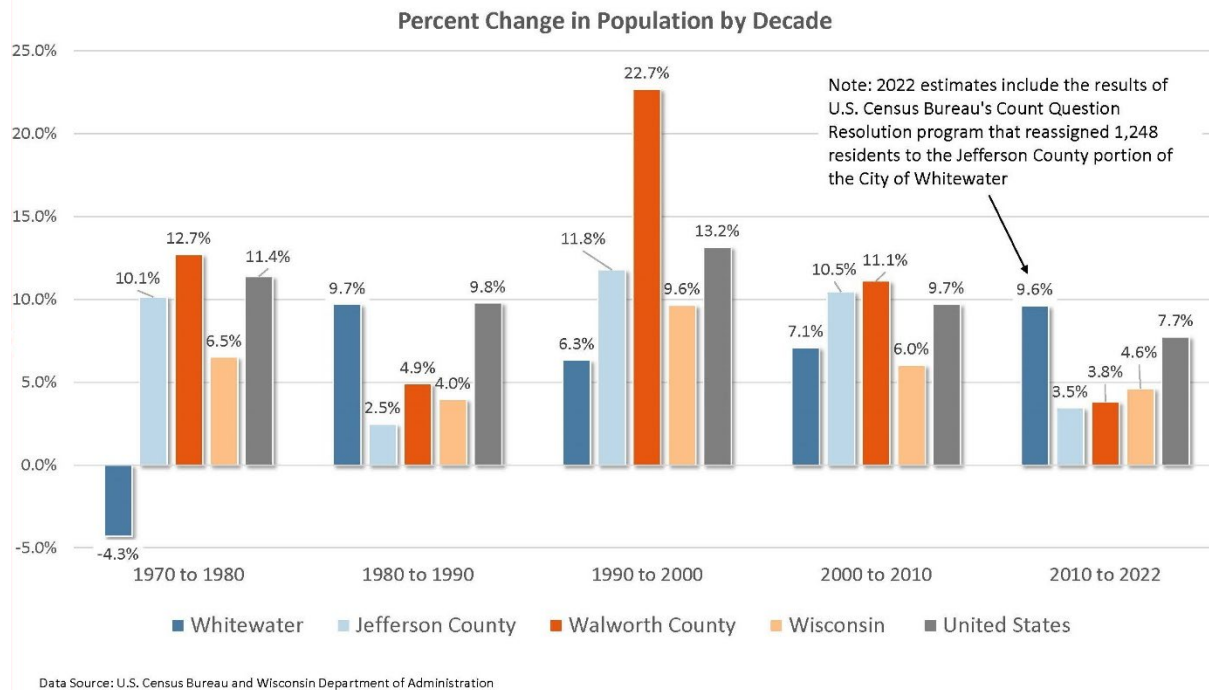 Percent Change in Population by Decade
25.0%
20.0%
15.0%
10.0%
5.0%
0.0%
-5.0%
Note: 2022 estimates include the results of
U.S. Census Bureau's Count Question
Resolution program that reassigned 1,248
residents to the Jefferson County portion of
the City of Whitewater
-4.3%
10.1%
12.7%
6.5%
11.4%
9.7%
2.5%
4.9%
4.0%
9.8%
6.3%
11.8%
22.7%
9.6%
13.2%
7.1%
10.5%
11.1%
6.0%
9.7%
9.6%
3.5%
3.8%
4.6%
7.7%
1970 to 1980
1980 to 1990
1990 to 2000
2000 to 2010
2010 to 2022
Whitewater
Jefferson County
Walworth County
Wisconsin
United States
Data Source: U.S. Census Bureau and Wisconsin Department of Administration